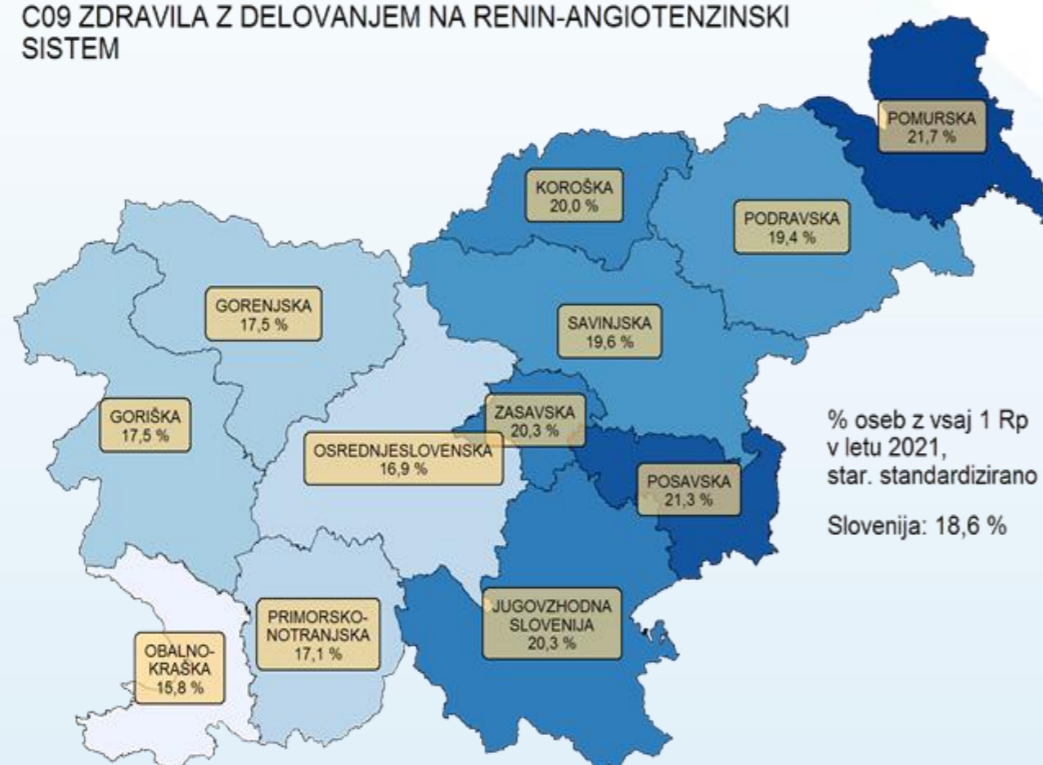 C09 ZDRAVILA Z DELOVANJEM NA RENIN-ANGIOTENZINSKI
SISTEM
POMURSKA
21,7 %
KOROŠKA
20,0 %
PODRAVSKA
19,4 %
GORENJSKA
17,5 %
SAVINJSKA
19,6 %
GORIŠKA
17,5 %
ZASAVSKA
20,3 %
OSREDNJESLOVENSKA
16,9 %
POSAVSKA
21,3 %
% oseb z vsaj 1 Rp
v letu 2021,
star. standardizirano
Slovenija: 18,6 %
JUGOVZHODNA
SLOVENIJA
20,3 %
PRIMORSKO-
NOTRANJSKA
17,1 %
OBALNO-
KRAŠKA
15,8 %